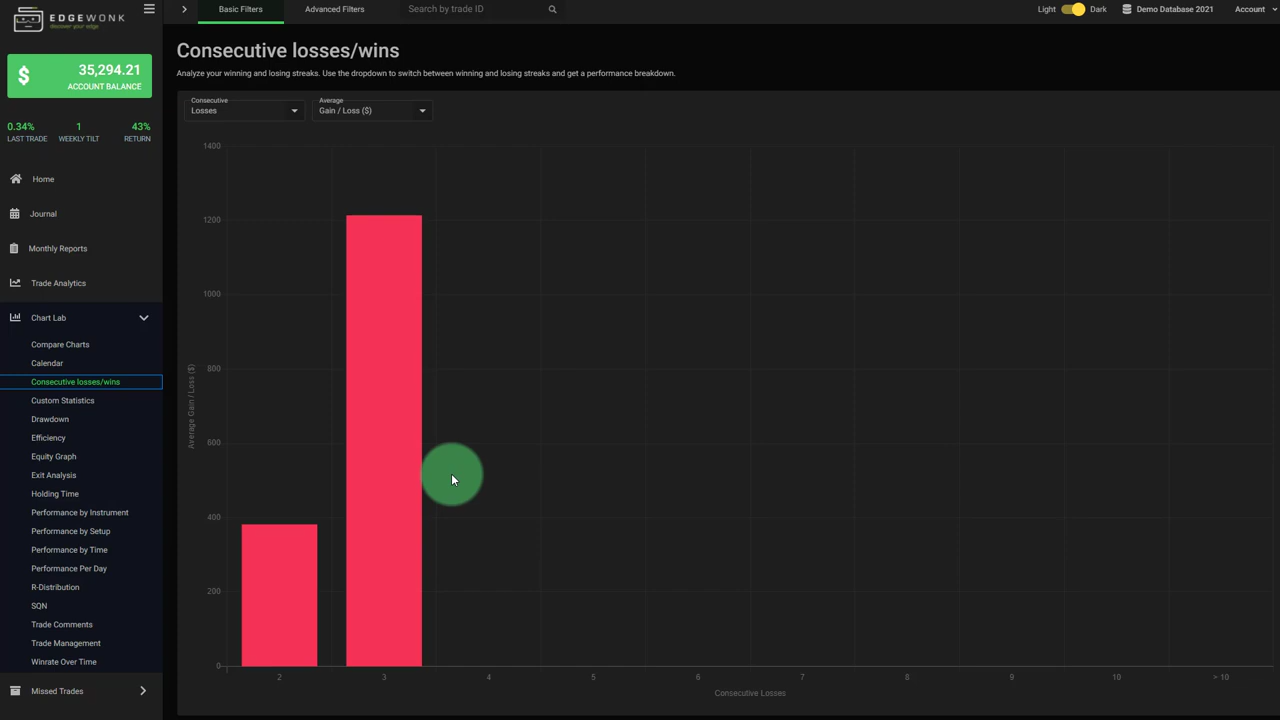 EDGEWONK
discover your edge
Basic Filters
Advanced Filters
Search by trade ID
Light
Dark
Demo Database 2021
Account
$
35,294.21
ACCOUNT BALANCE
0.34%
LAST TRADE
1
WEEKLY TILT
43%
RETURN
Home
Journal
Monthly Reports
Trade Analytics
Chart Lab
Compare Charts
Calendar
Consecutive losses/wins
Custom Statistics
Drawdown
Efficiency
Equity Graph
Exit Analysis
Holding Time
Performance by Instrument
Performance by Setup
Performance by Time
Performance Per Day
R-Distribution
SQN
Trade Comments
Trade Management
Winrate Over Time
Missed Trades
Consecutive losses/wins
Analyze your winning and losing streaks. Use the dropdown to switch between winning and losing streaks and get a performance breakdown.
Consecutive
Losses
Average
Gain / Loss ($)
1400
1200
1000
800
600
400
200
0
Average Gain / Loss ($)
2 3 4 5 6 7 8 9 10 > 10
Consecutive Losses